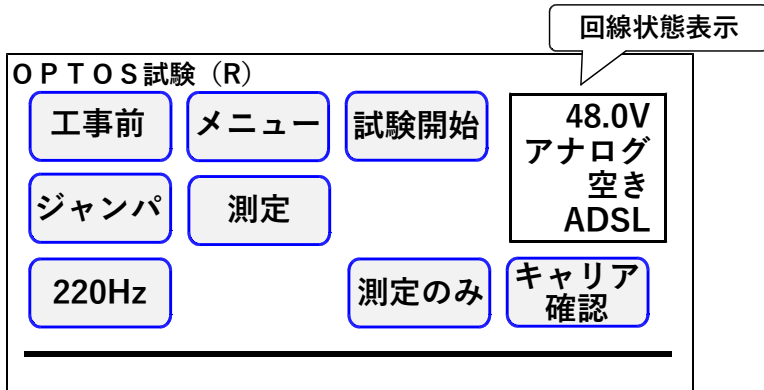 回線状態表示
OPTOS試験（R）
工事前
メニュー
試験開始
48.0V
アナログ
空き
ADSL
ジャンパ
測定
220Hz
測定のみ
キャリア
確認